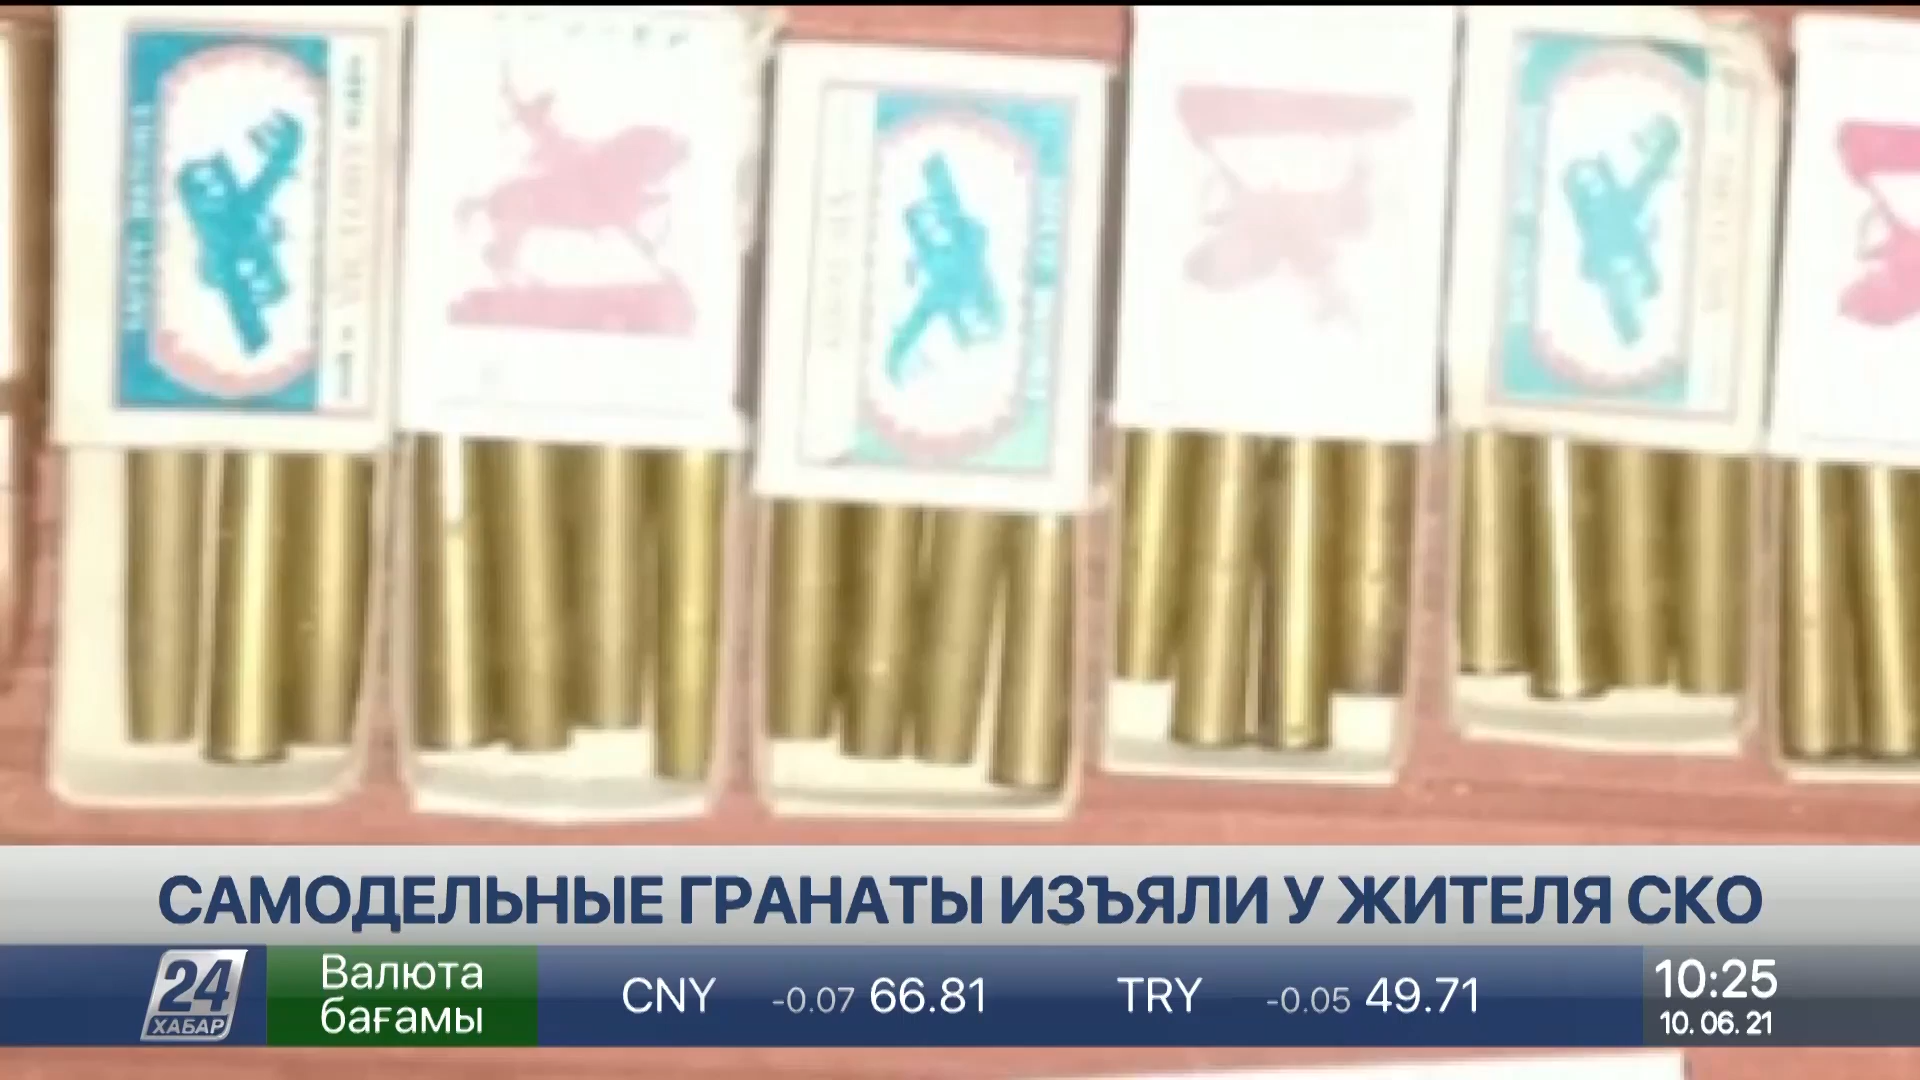 САМОДЕЛЬНЫЕ ГРАНАТЫ ИЗЪЯЛИ У ЖИТЕЛЯ СКО
24
ХАБАР
Валюта
бағамы
CNY -0.07 66.81 TRY -0.05 49.71
10:25
10. 06. 21